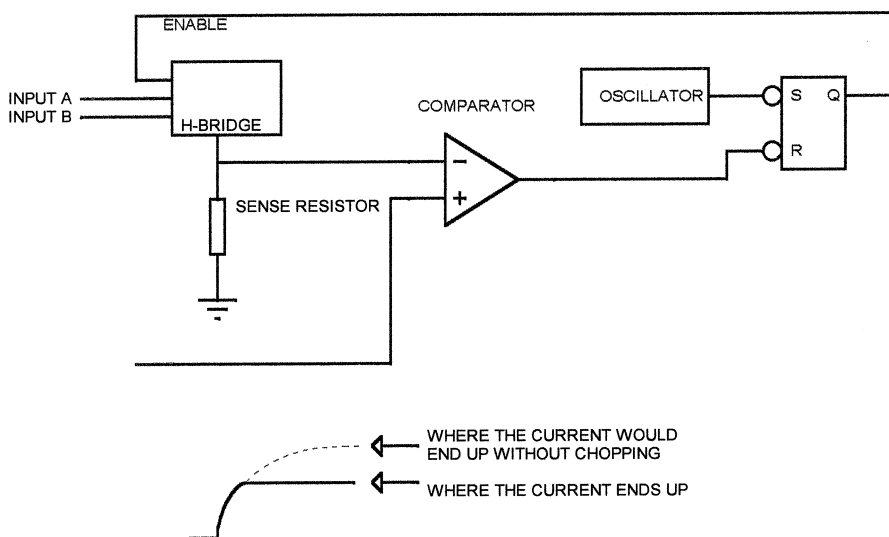 ENABLE
INPUT A
INPUT B
H-BRIDGE
COMPARATOR
OSCILLATOR
S
Q
R
−
+
SENSE RESISTOR
WHERE THE CURRENT WOULD
END UP WITHOUT CHOPPING
WHERE THE CURRENT ENDS UP